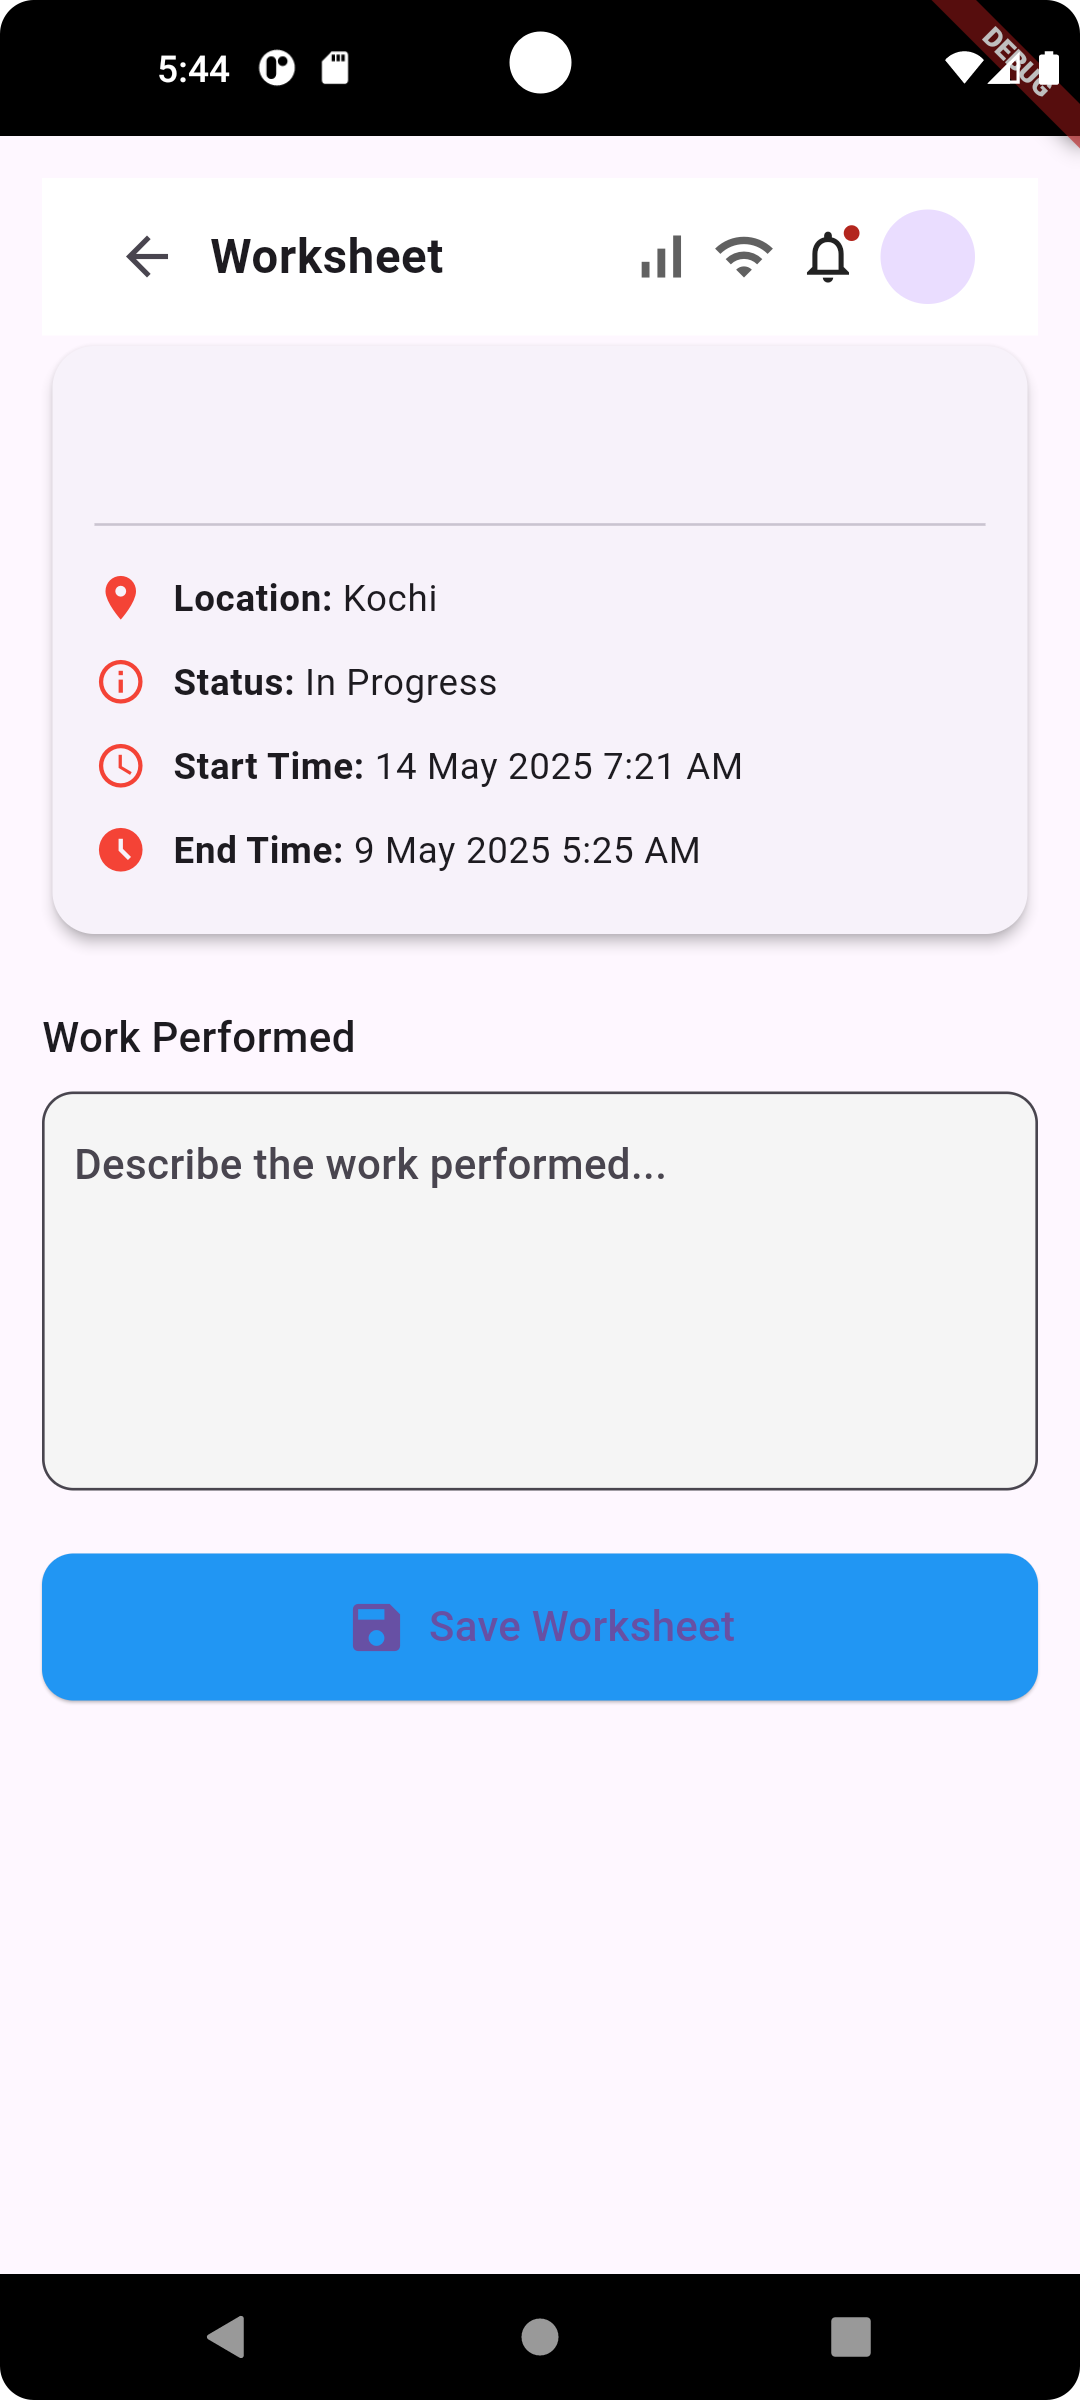 5:44
DEBUG
Worksheet
Location: Kochi
Status: In Progress
Start Time: 14 May 2025 7:21 AM
End Time: 9 May 2025 5:25 AM
Work Performed
Describe the work performed...
Save Worksheet